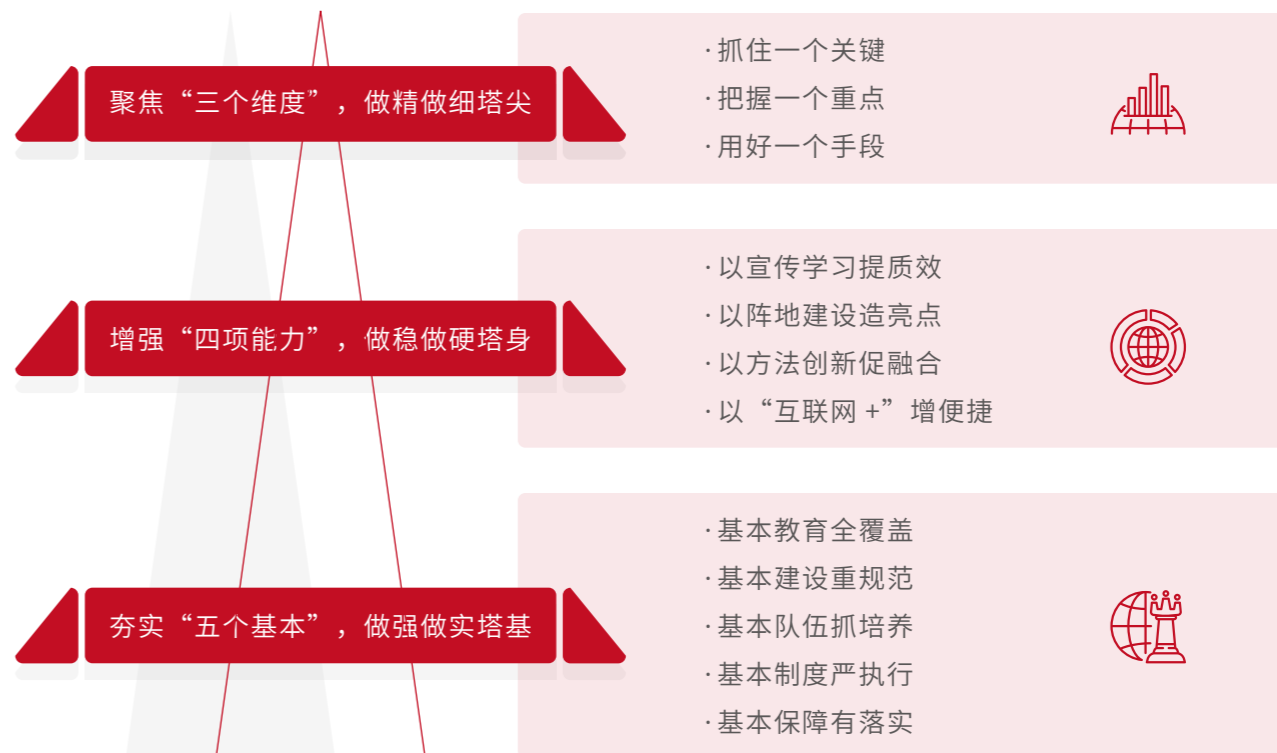 聚焦“三个维度”，做精做细塔尖
·抓住一个关键
·把握一个重点
·用好一个手段
增强“四项能力”，做稳做硬塔身
·以宣传学习提质效
·以阵地建设造亮点
·以方法创新促融合
·以“互联网 +”增便捷
夯实“五个基本”，做强做实塔基
·基本教育全覆盖
·基本建设重规范
·基本队伍抓培养
·基本制度严执行
·基本保障有落实